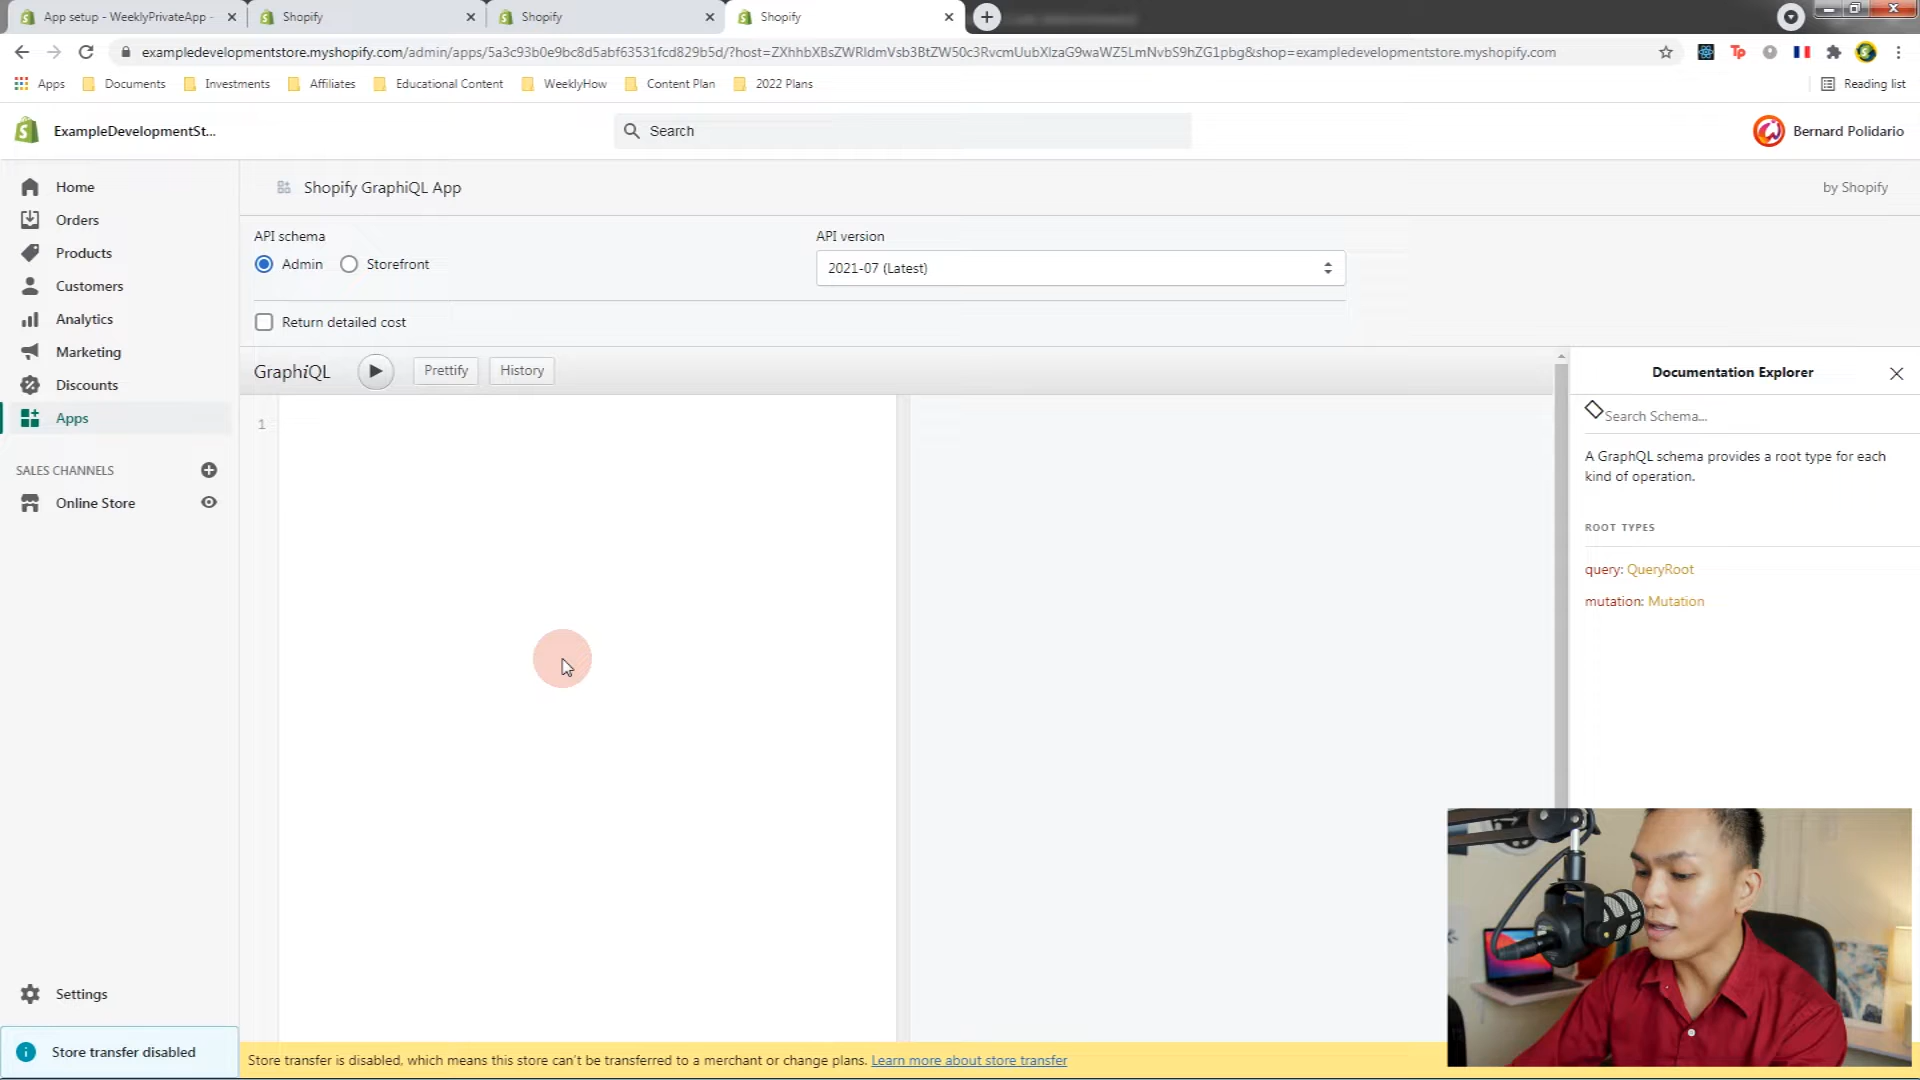 App setup - WeeklyPrivateApp -
Shopify
Shopify
Shopify
exampledevelopmentstore.myshopify.com/admin/apps/5a3c93b0e9bc8d5abf63531fcd829b5d/?host=ZXhhbXBsZWRldmVsb3BtZW50c3RvcmUubXlzaG9waWZ5LmNvbS9hZG1pbg&shop=exampledevelopmentstore.myshopify.com
Apps
Documents
Investments
Affiliates
Educational Content
WeeklyHow
Content Plan
2022 Plans
Reading list
ExampleDevelopmentSt...
Search
Bernard Polidario
Home
Orders
Products
Customers
Analytics
Marketing
Discounts
Apps
SALES CHANNELS
Online Store
Settings
Store transfer disabled
Shopify GraphiQL App
by Shopify
API schema
Admin
Storefront
API version
2021-07 (Latest)
Return detailed cost
GraphiQL
Prettify
History
1
Documentation Explorer
Search Schema...
A GraphQL schema provides a root type for each
kind of operation.
ROOT TYPES
query: QueryRoot
mutation: Mutation
Store transfer is disabled, which means this store can't be transferred to a merchant or change plans. Learn more about store transfer